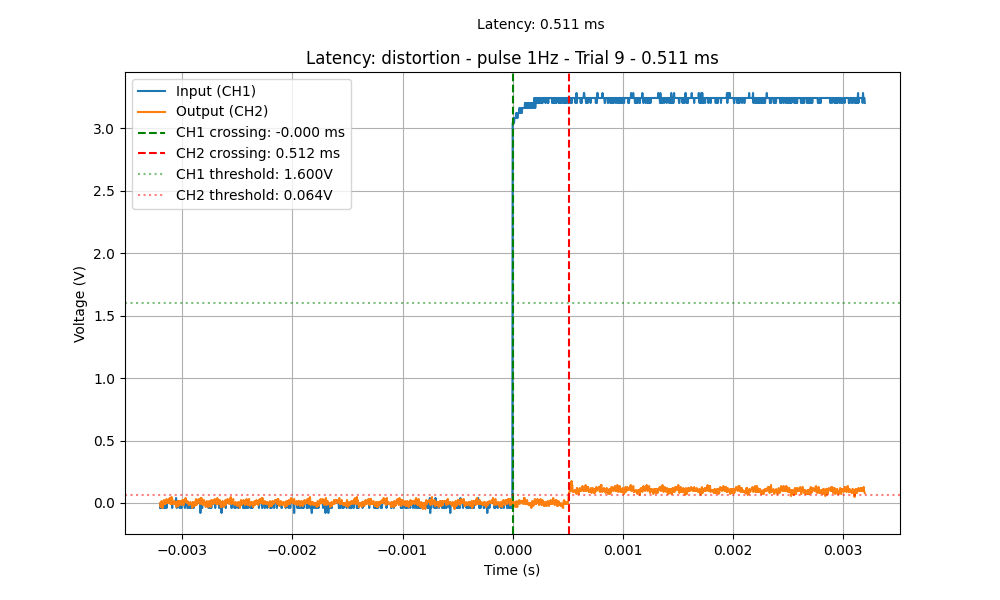 Latency: 0.511 ms
Latency: distortion - pulse 1Hz - Trial 9 - 0.511 ms
Input (CH1)
Output (CH2)
CH1 crossing: -0.000 ms
CH2 crossing: 0.512 ms
CH1 threshold: 1.600V
CH2 threshold: 0.064V
3.0
2.5
2.0
1.5
1.0
0.5
0.0
Voltage (V)
−0.003 −0.002 −0.001 0.000 0.001 0.002 0.003
Time (s)